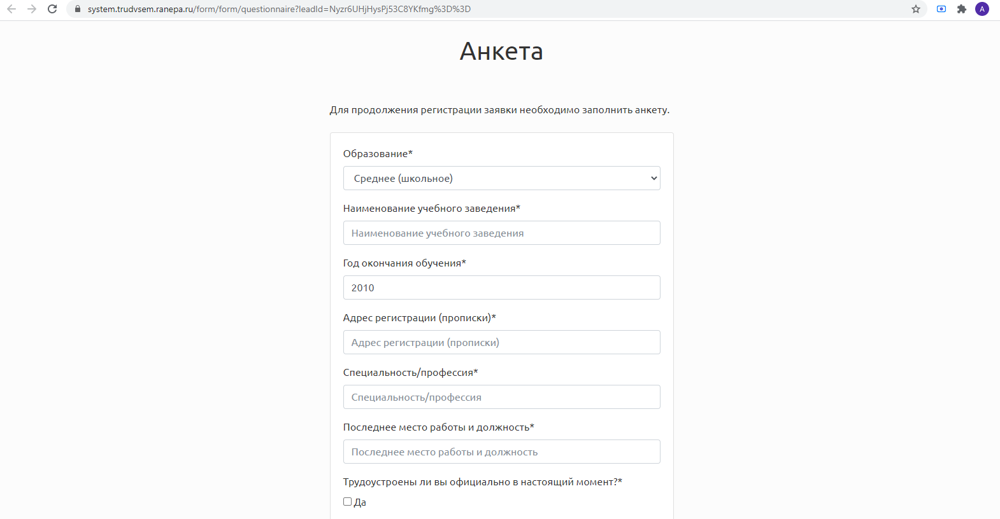 system.trudvsem.ranepa.ru/form/form/questionnaire?leadId=Nyzr6UHjHysPj53C8YKfmg%3D%3D
A
Анкета
Для продолжения регистрации заявки необходимо заполнить анкету.
Образование*
Среднее (школьное)
Наименование учебного заведения*
Наименование учебного заведения
Год окончания обучения*
2010
Адрес регистрации (прописки)*
Адрес регистрации (прописки)
Специальность/профессия*
Специальность/профессия
Последнее место работы и должность*
Последнее место работы и должность
Трудоустроены ли вы официально в настоящий момент?*
Да